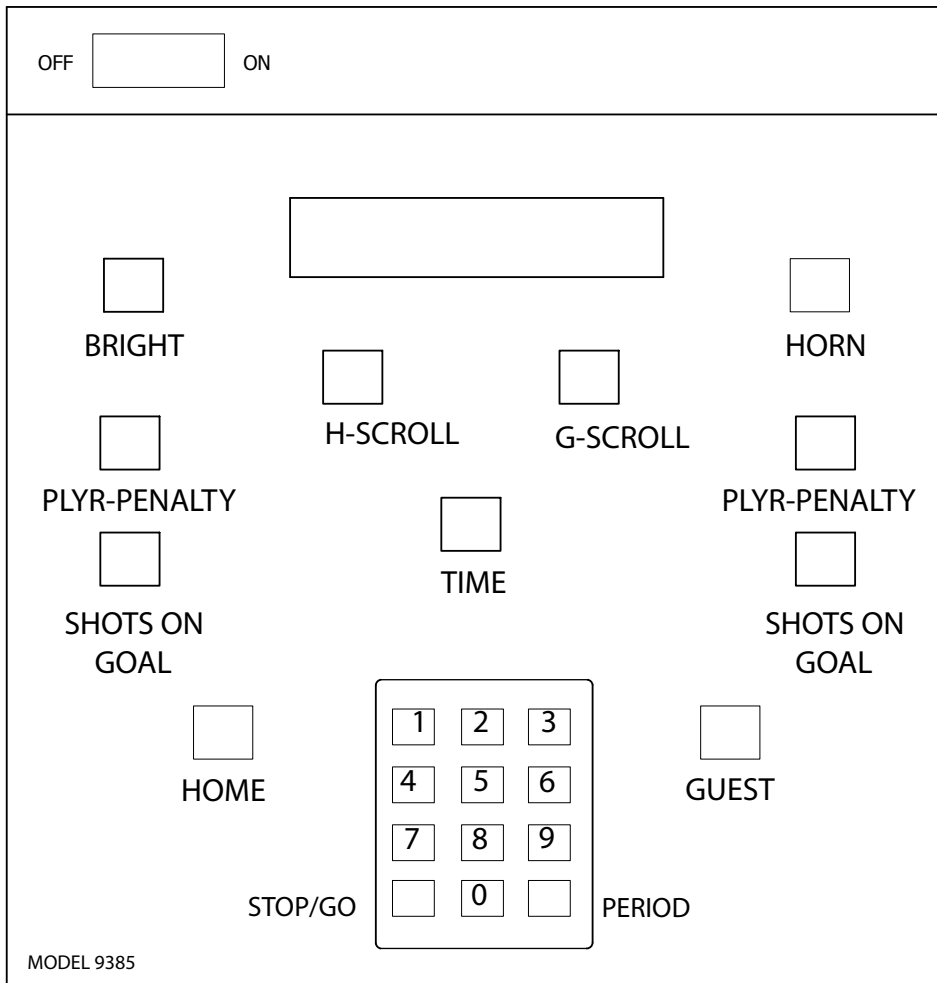 OFF ON
BRIGHT HORN
H-SCROLL G-SCROLL
PLYR-PENALTY PLYR-PENALTY
TIME
SHOTS ON SHOTS ON
GOAL GOAL
1 2 3
HOME GUEST
4 5 6
7 8 9
STOP/GO 0 PERIOD
MODEL 9385